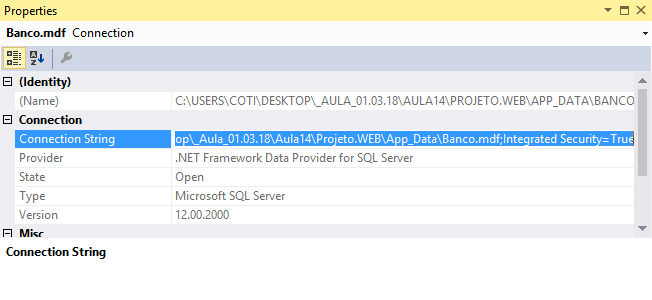 Properties
Banco.mdf Connection
(Identity)
(Name) C:\USERS\COTI\DESKTOP\_AULA_01.03.18\AULA14\PROJETO.WEB\APP_DATA\BANCO
Connection
Connection String op\_Aula_01.03.18\Aula14\Projeto.WEB\App_Data\Banco.mdf;Integrated Security=True
Provider .NET Framework Data Provider for SQL Server
State Open
Type Microsoft SQL Server
Version 12.00.2000
Misc
Connection String